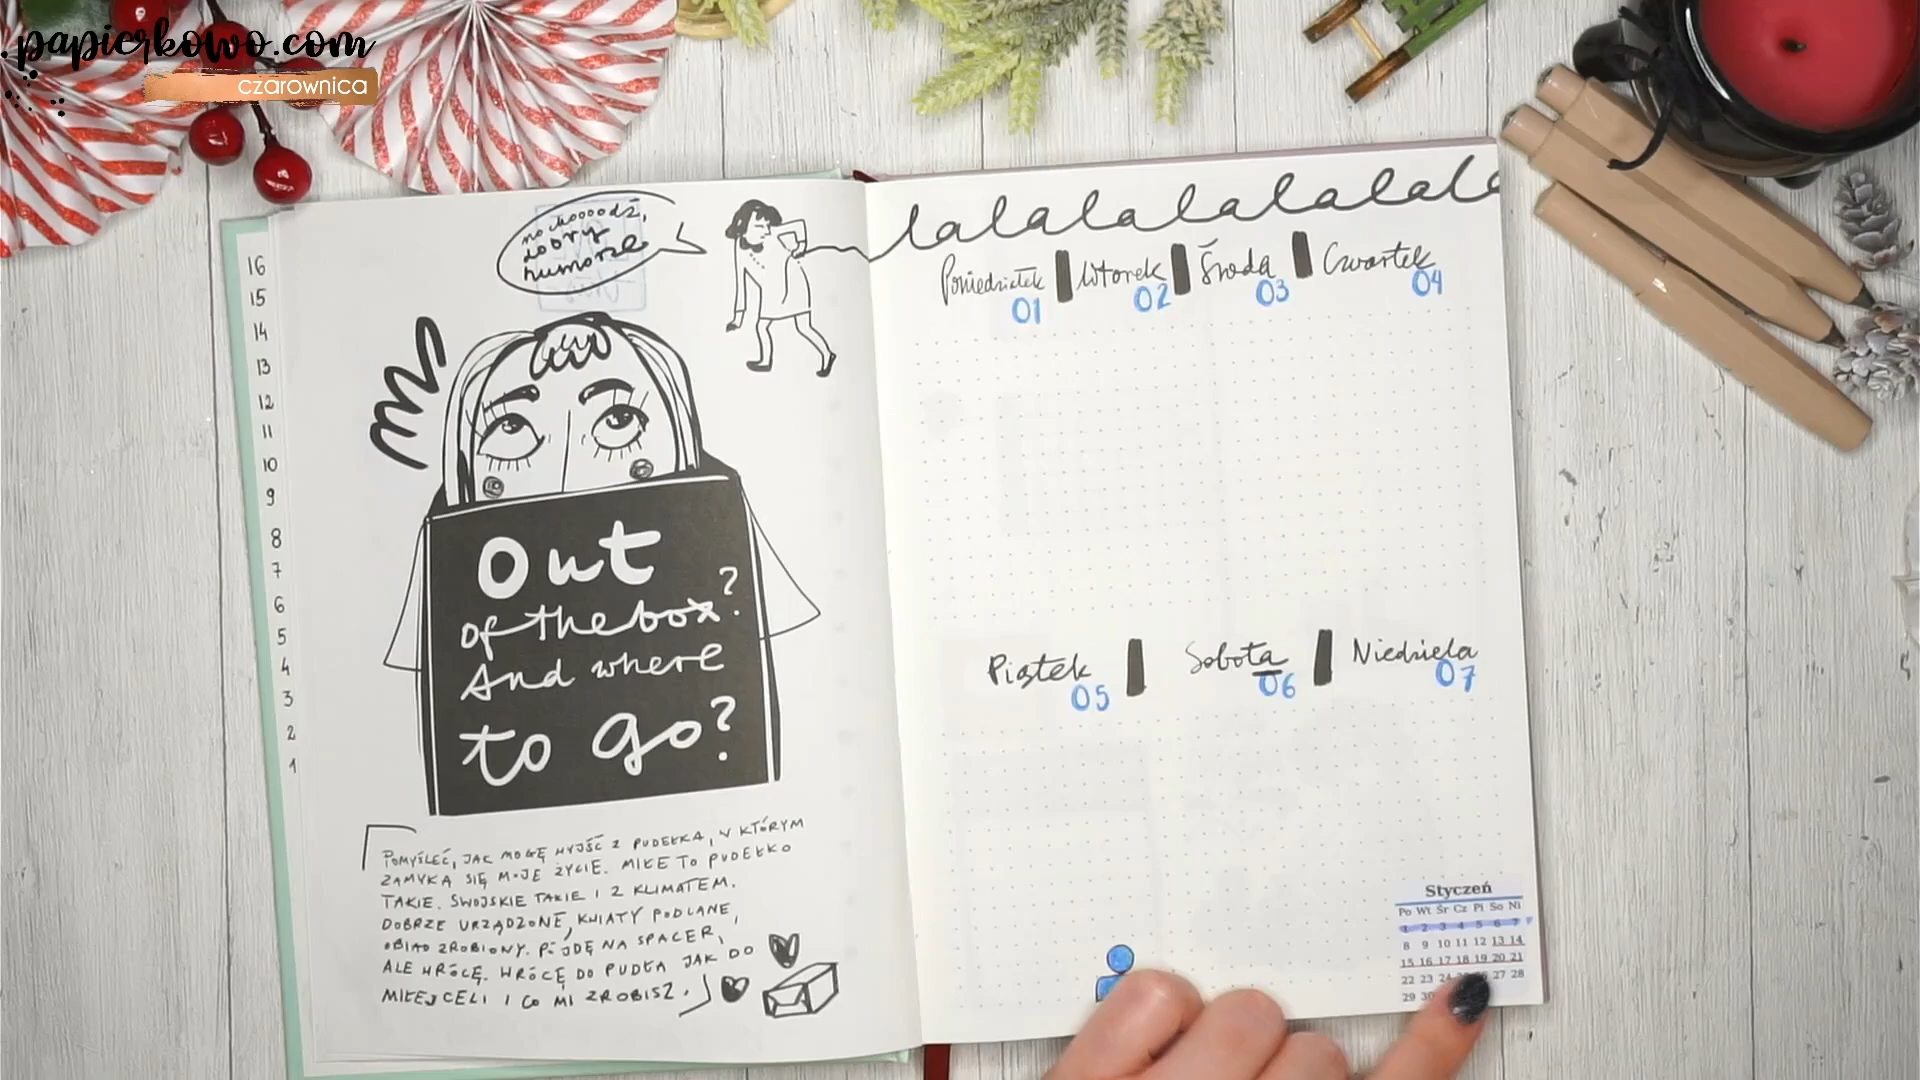 papierkowo.com
czarownica
16
15
14
13
12
11
10
9
8
7
6
5
4
3
2
1
no choooodź,
dobry
humorze
Out
of the box?
And where
to go?
POMYŚLEĆ, JAK MOGĘ WYJŚĆ Z PUDEŁKA, W KTÓRYM
ZAMYKA SIĘ MOJE ŻYCIE. MIŁE TO PUDEŁKO
TAKIE. SWOJSKIE TAKIE I Z KLIMATEM.
DOBRZE URZĄDZONE, KWIATY PODLANE,
OBIAD ZROBIONY. PÓJDĘ NA SPACER,
ALE WRÓCĘ. WRÓCĘ DO PUDŁA JAK DO
MIŁEJ CELI I CO MI ZROBISZ.
lalalalalalala
Poniedziałek Wtorek Środa Czwartek
01 02 03 04
Piątek Sobota Niedziela
05 06 07
Styczeń
Po Wt Śr Cz Pi So Ni
1 2 3 4 5 6 7
8 9 10 11 12 13 14
15 16 17 18 19 20 21
22 23 24 27 28
29